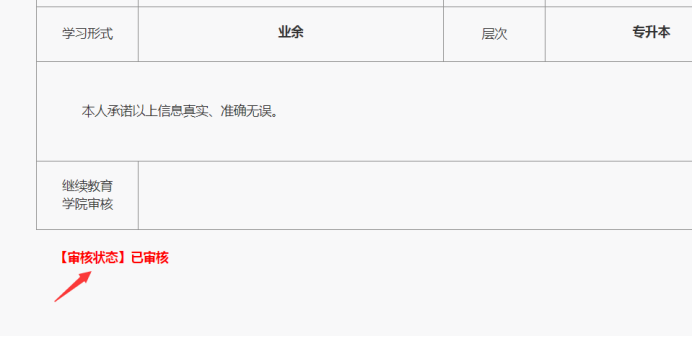 学习形式 业余 层次 专升本
本人承诺以上信息真实、准确无误。
继续教育
学院审核
【审核状态】已审核